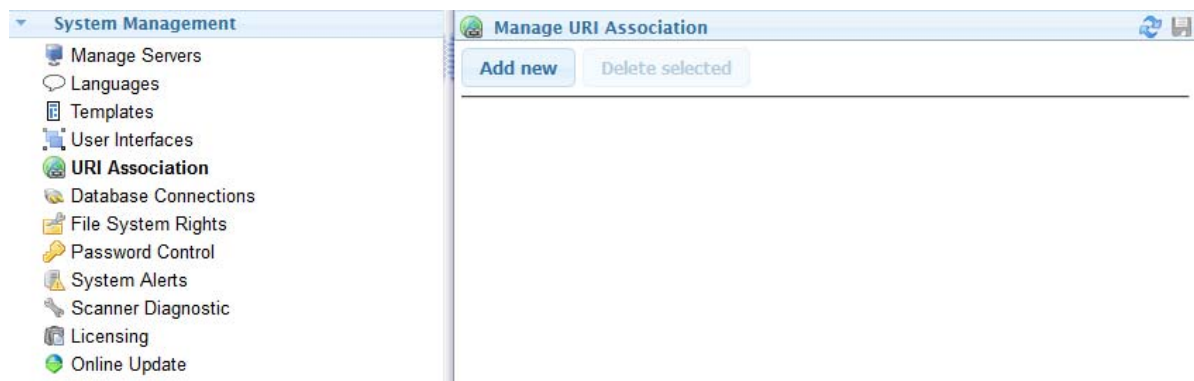 System Management
Manage Servers
Languages
Templates
User Interfaces
URI Association
Database Connections
File System Rights
Password Control
System Alerts
Scanner Diagnostic
Licensing
Online Update
Manage URI Association
Add new Delete selected